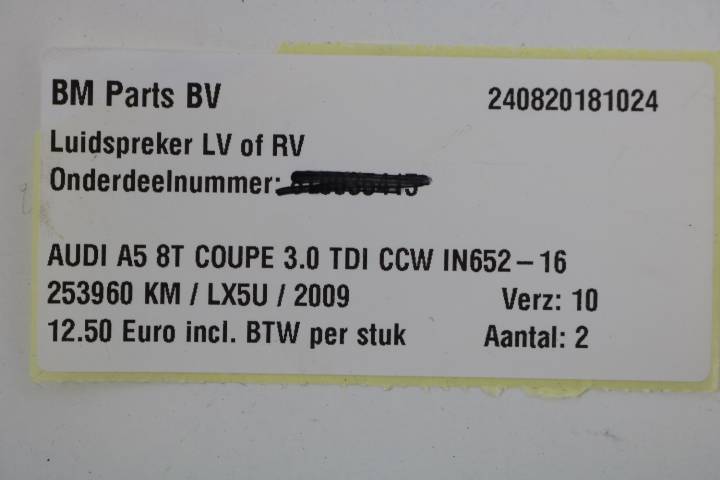 BM Parts BV 240820181024
Luidspreker LV of RV
Onderdeelnummer:
AUDI A5 8T COUPE 3.0 TDI CCW IN652-16
253960 KM / LX5U / 2009 Verz: 10
12.50 Euro incl. BTW per stuk Aantal: 2